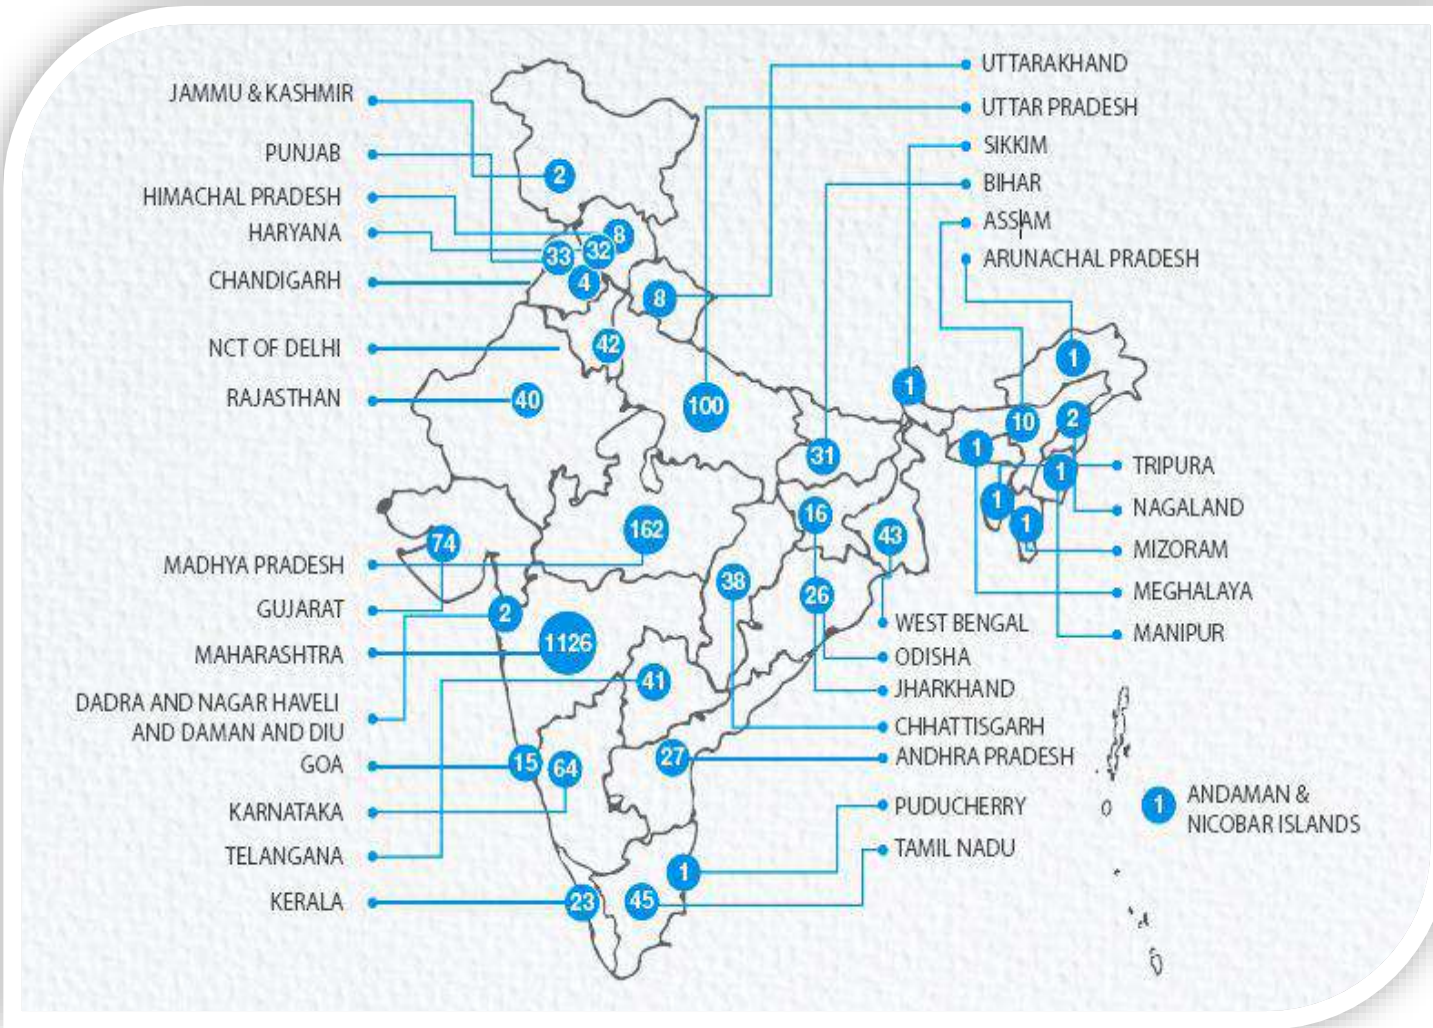 JAMMU & KASHMIR
PUNJAB
HIMACHAL PRADESH
HARYANA
CHANDIGARH
NCT OF DELHI
RAJASTHAN
MADHYA PRADESH
GUJARAT
MAHARASHTRA
DADRA AND NAGAR HAVELI
AND DAMAN AND DIU
GOA
KARNATAKA
TELANGANA
KERALA
2
8
32
33
4
8
42
40
100
31
162
74
16
43
38
26
2
1126
41
27
15
64
1
45
23
1
1
10
2
1
1
1
1
UTTARAKHAND
UTTAR PRADESH
SIKKIM
BIHAR
ASSAM
ARUNACHAL PRADESH
TRIPURA
NAGALAND
MIZORAM
MEGHALAYA
MANIPUR
WEST BENGAL
ODISHA
JHARKHAND
CHHATTISGARH
ANDHRA PRADESH
PUDUCHERRY
TAMIL NADU
1
ANDAMAN &
NICOBAR ISLANDS